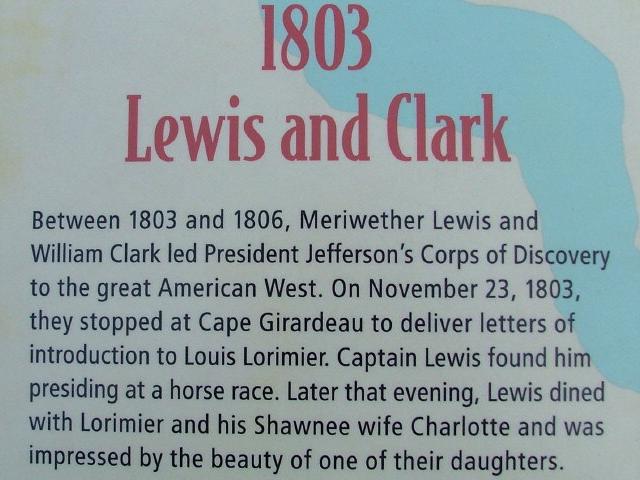 1803
Lewis and Clark
Between 1803 and 1806, Meriwether Lewis and
William Clark led President Jefferson's Corps of Discovery
to the great American West. On November 23, 1803,
they stopped at Cape Girardeau to deliver letters of
introduction to Louis Lorimier. Captain Lewis found him
presiding at a horse race. Later that evening, Lewis dined
with Lorimier and his Shawnee wife Charlotte and was
impressed by the beauty of one of their daughters.